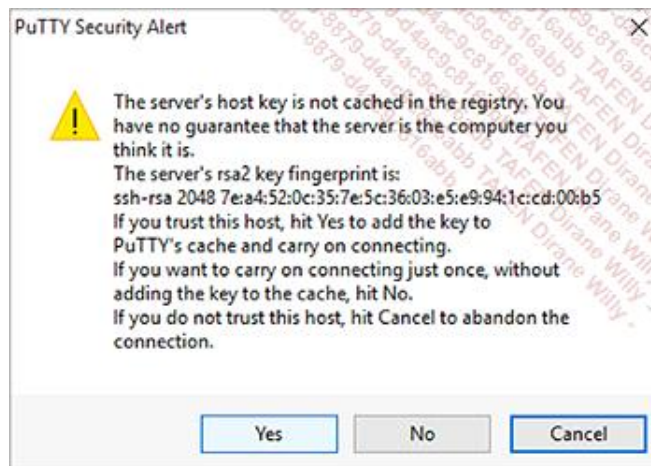 PuTTY Security Alert
The server's host key is not cached in the registry. You
have no guarantee that the server is the computer you
think it is.
The server's rsa2 key fingerprint is:
ssh-rsa 2048 7e:a4:52:0c:35:7e:5c:36:03:e5:e9:94:1c:cd:00:b5
If you trust this host, hit Yes to add the key to
PuTTY's cache and carry on connecting.
If you want to carry on connecting just once, without
adding the key to the cache, hit No.
If you do not trust this host, hit Cancel to abandon the
connection.
Yes
No
Cancel
TAFEN Dirane Willy -